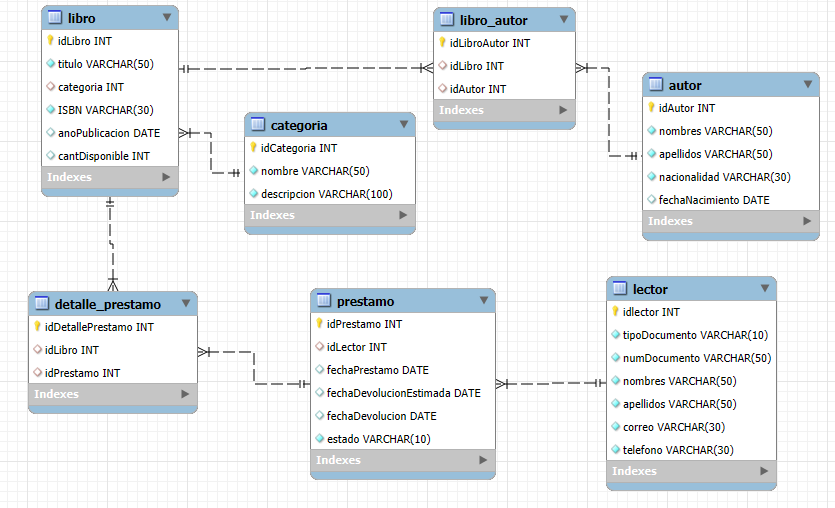 libro
idLibro INT
titulo VARCHAR(50)
categoria INT
ISBN VARCHAR(30)
anoPublicacion DATE
cantDisponible INT
Indexes
libro_autor
idLibroAutor INT
idLibro INT
idAutor INT
Indexes
autor
idAutor INT
nombres VARCHAR(50)
apellidos VARCHAR(50)
nacionalidad VARCHAR(30)
fechaNacimiento DATE
Indexes
categoria
idCategoria INT
nombre VARCHAR(50)
descripcion VARCHAR(100)
Indexes
detalle_prestamo
idDetallePrestamo INT
idLibro INT
idPrestamo INT
Indexes
prestamo
idPrestamo INT
idLector INT
fechaPrestamo DATE
fechaDevolucionEstimada DATE
fechaDevolucion DATE
estado VARCHAR(10)
Indexes
lector
idlector INT
tipoDocumento VARCHAR(10)
numDocumento VARCHAR(50)
nombres VARCHAR(50)
apellidos VARCHAR(50)
correo VARCHAR(30)
telefono VARCHAR(30)
Indexes